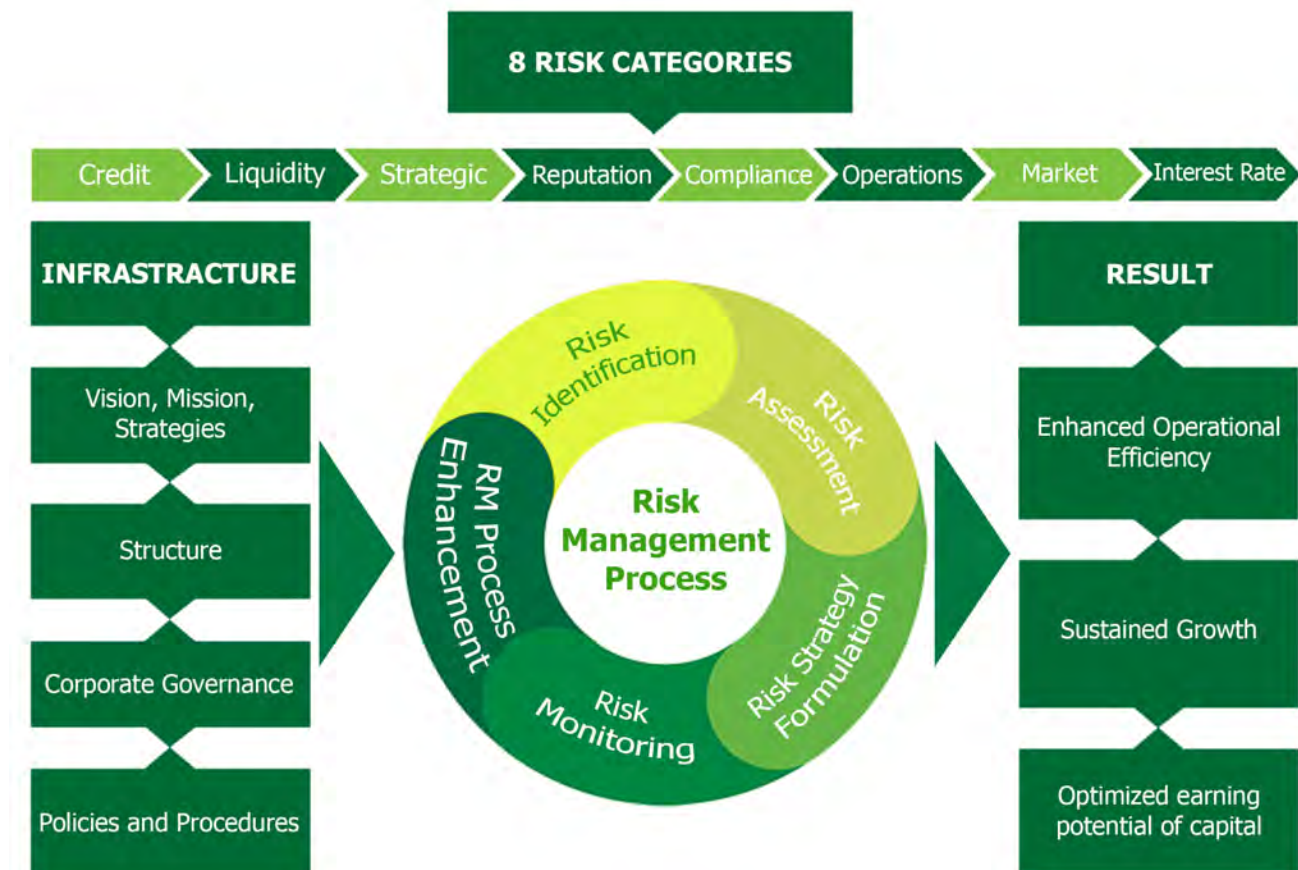 8 RISK CATEGORIES
Credit
Liquidity
Strategic
Reputation
Compliance
Operations
Market
Interest Rate
INFRASTRACTURE
Vision, Mission,
Strategies
Structure
Corporate Governance
Policies and Procedures
Risk
Identification
Risk
Assessment
Risk Strategy
Formulation
Risk
Monitoring
RM Process
Enhancement
Risk
Management
Process
RESULT
Enhanced Operational
Efficiency
Sustained Growth
Optimized earning
potential of capital